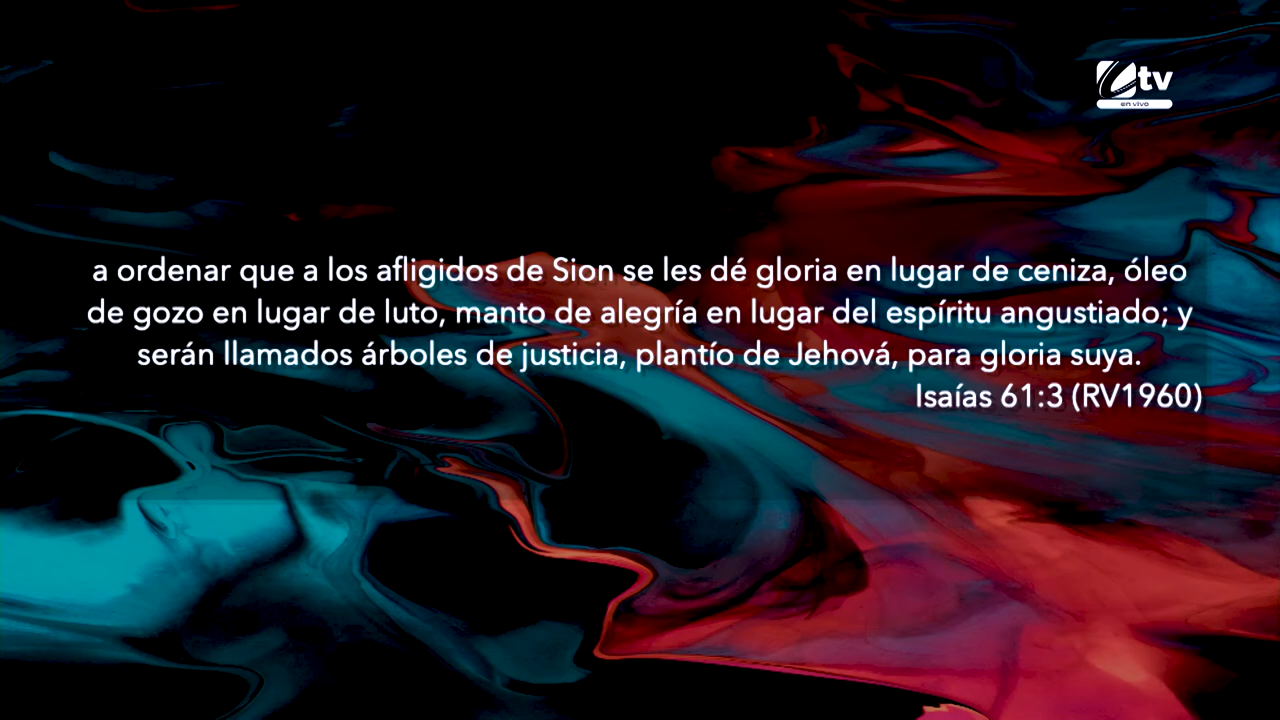 tv
en vivo
a ordenar que a los afligidos de Sion se les dé gloria en lugar de ceniza, óleo
de gozo en lugar de luto, manto de alegría en lugar del espíritu angustiado; y
serán llamados árboles de justicia, plantío de Jehová, para gloria suya.
Isaías 61:3 (RV1960)